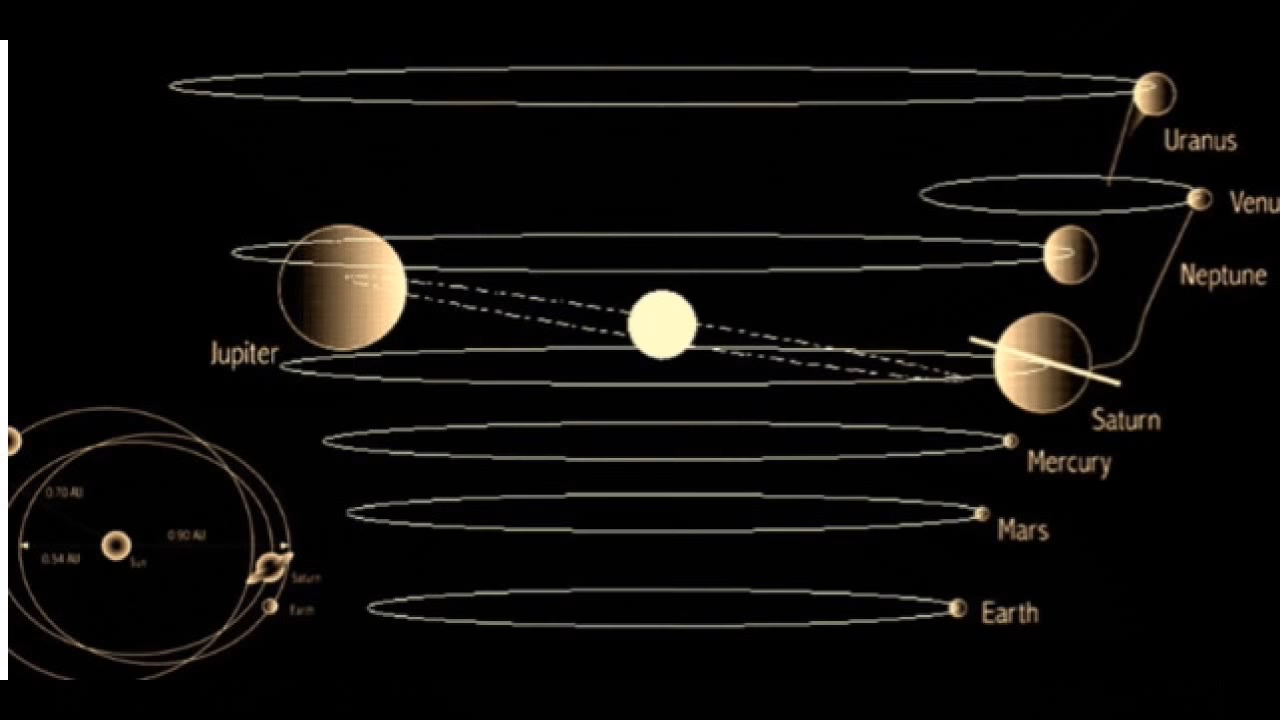 Uranus
Venu
Neptune
Jupiter
Saturn
Mercury
Mars
Earth
0.70 AU
0.90 AU
0.54 AU
Sun
Saturn
Earth